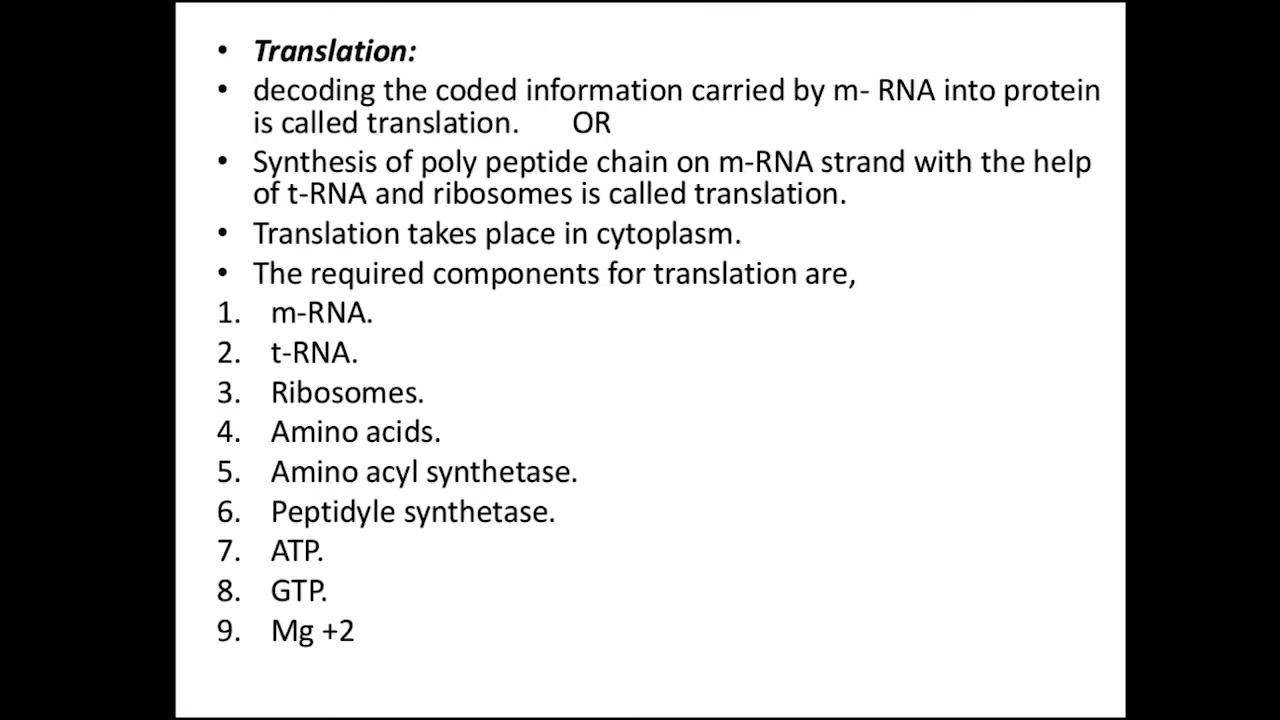 • Translation:
• decoding the coded information carried by m- RNA into protein
is called translation. OR
• Synthesis of poly peptide chain on m-RNA strand with the help
of t-RNA and ribosomes is called translation.
• Translation takes place in cytoplasm.
• The required components for translation are,
1. m-RNA.
2. t-RNA.
3. Ribosomes.
4. Amino acids.
5. Amino acyl synthetase.
6. Peptidyle synthetase.
7. ATP.
8. GTP.
9. Mg +2